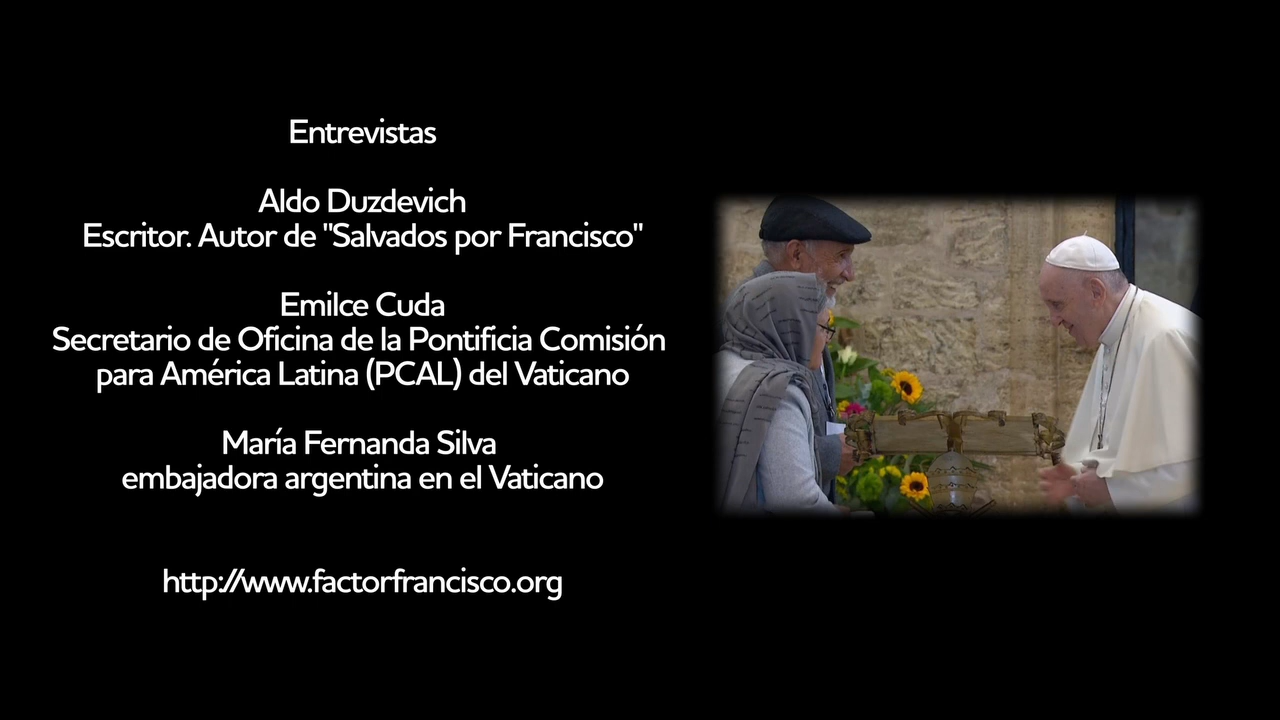 Entrevistas
Aldo Duzdevich
Escritor. Autor de "Salvados por Francisco"
Emilce Cuda
Secretario de Oficina de la Pontificia Comisión
para América Latina (PCAL) del Vaticano
María Fernanda Silva
embajadora argentina en el Vaticano
http://www.factorfrancisco.org